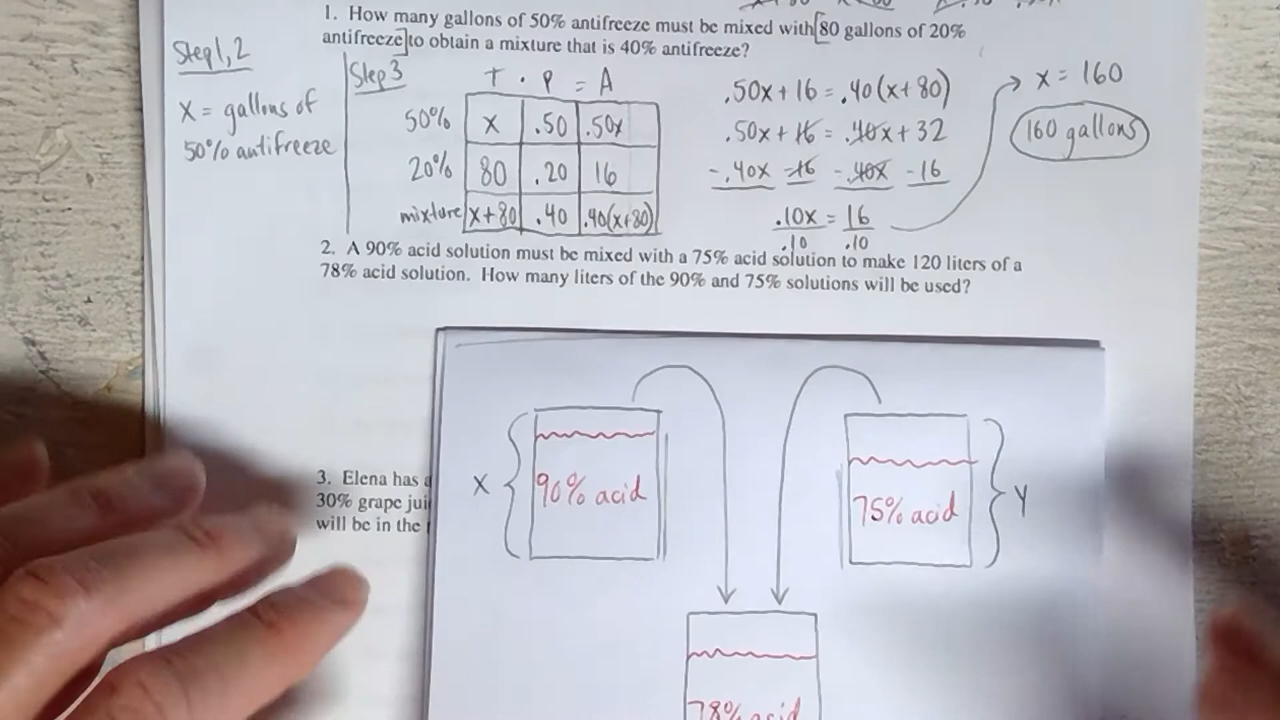 1. How many gallons of 50% antifreeze must be mixed with [80 gallons of 20%
antifreeze] to obtain a mixture that is 40% antifreeze?
Step 1, 2
x = gallons of
50% antifreeze
Step 3
T · P = A
50% x .50 .50x
20% 80 .20 16
mixture x+80 .40 .40(x+80)
.50x + 16 = .40(x+80)
.50x + 16 = .40x + 32
-.40x -16 -.40x -16
.10x = 16
.10 .10
x = 160
160 gallons
2. A 90% acid solution must be mixed with a 75% acid solution to make 120 liters of a
78% acid solution. How many liters of the 90% and 75% solutions will be used?
3. Elena has
30% grape
will be in the
X
90% acid
75% acid
Y
78% acid